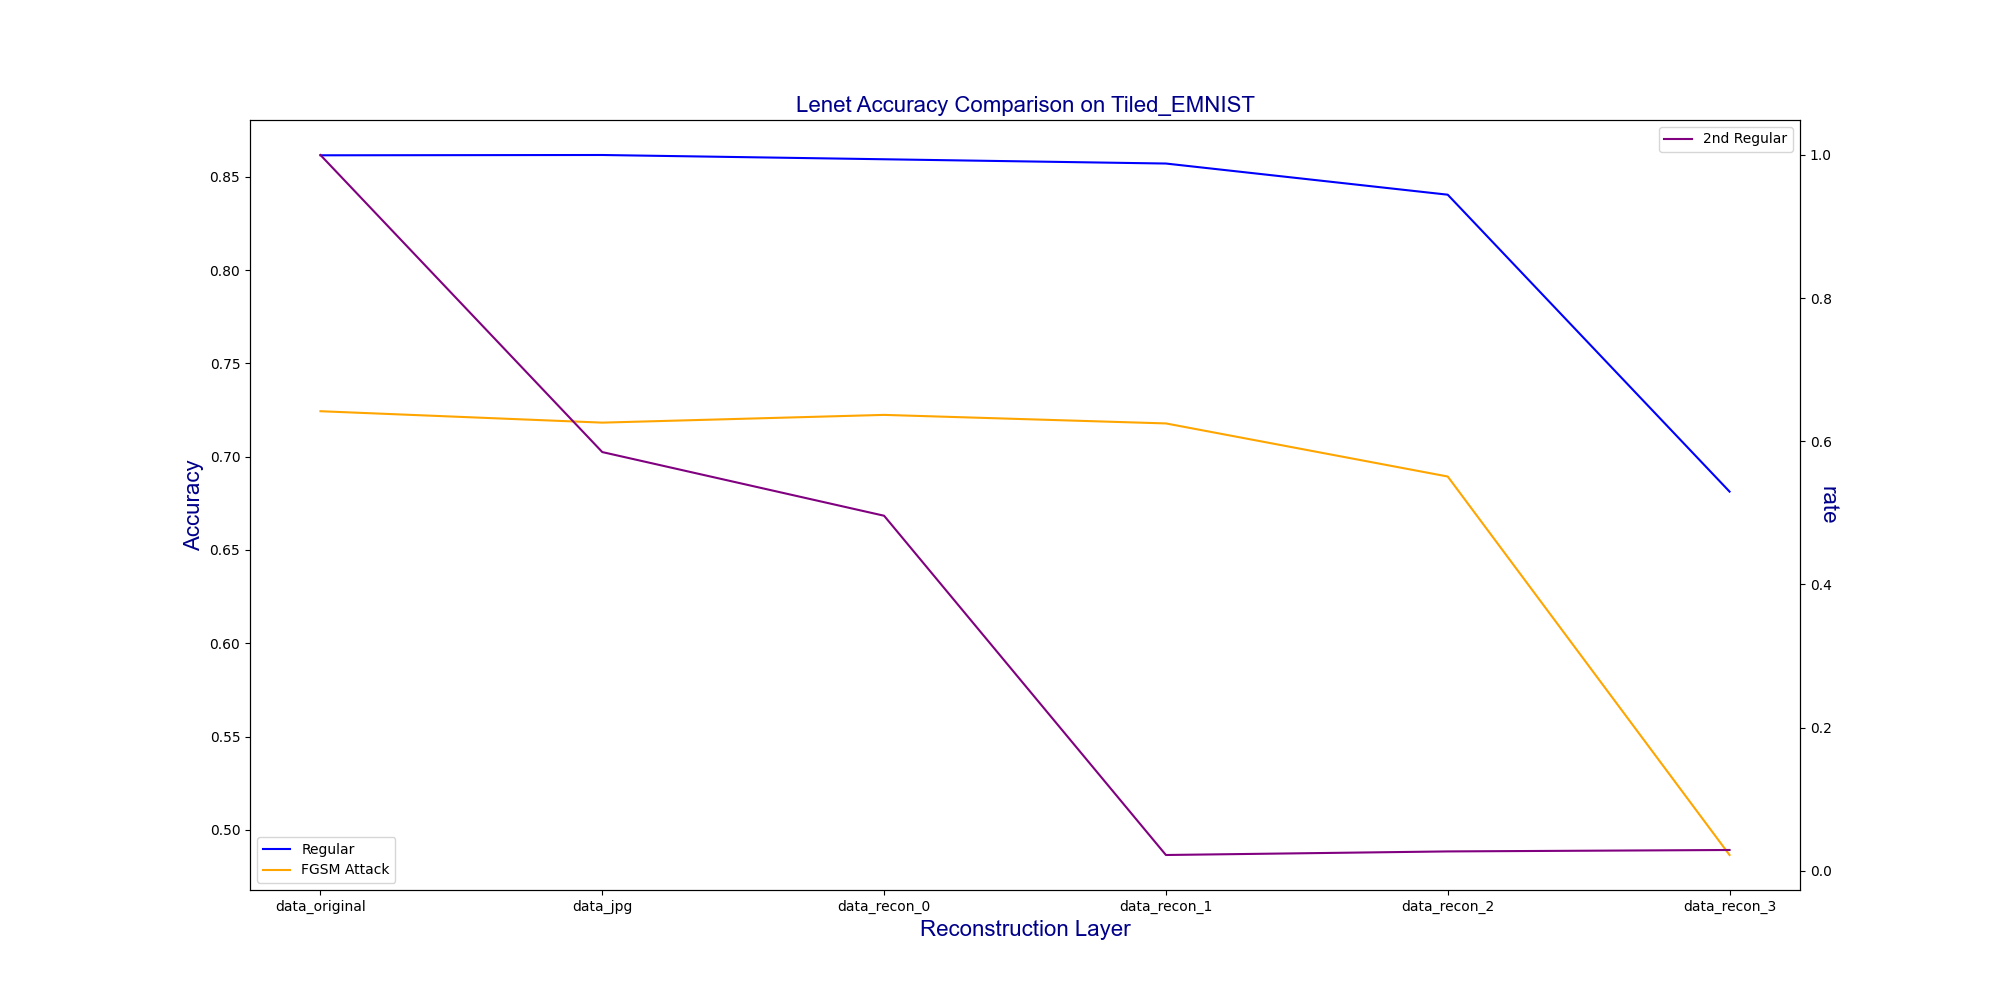 Lenet Accuracy Comparison on Tiled_EMNIST
2nd Regular
Accuracy
0.85
0.80
0.75
0.70
0.65
0.60
0.55
0.50
1.0
0.8
0.6
0.4
0.2
0.0
rate
Regular
FGSM Attack
data_original
data_jpg
data_recon_0
data_recon_1
data_recon_2
data_recon_3
Reconstruction Layer